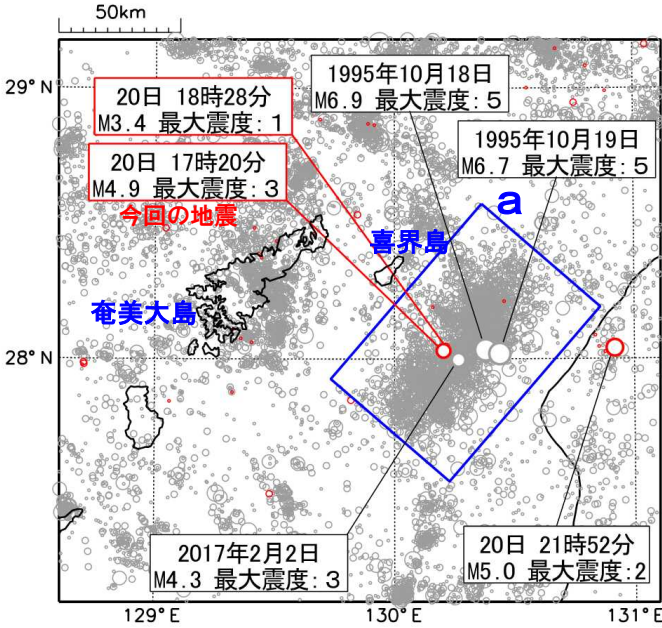 50km
29°N
28°N
20日 18時28分
M3.4 最大震度:1
20日 17時20分
M4.9 最大震度:3
今回の地震
1995年10月18日
M6.9 最大震度:5
1995年10月19日
M6.7 最大震度:5
a
喜界島
奄美大島
2017年2月2日
M4.3 最大震度:3
20日 21時52分
M5.0 最大震度:2
129°E
130°E
131°E